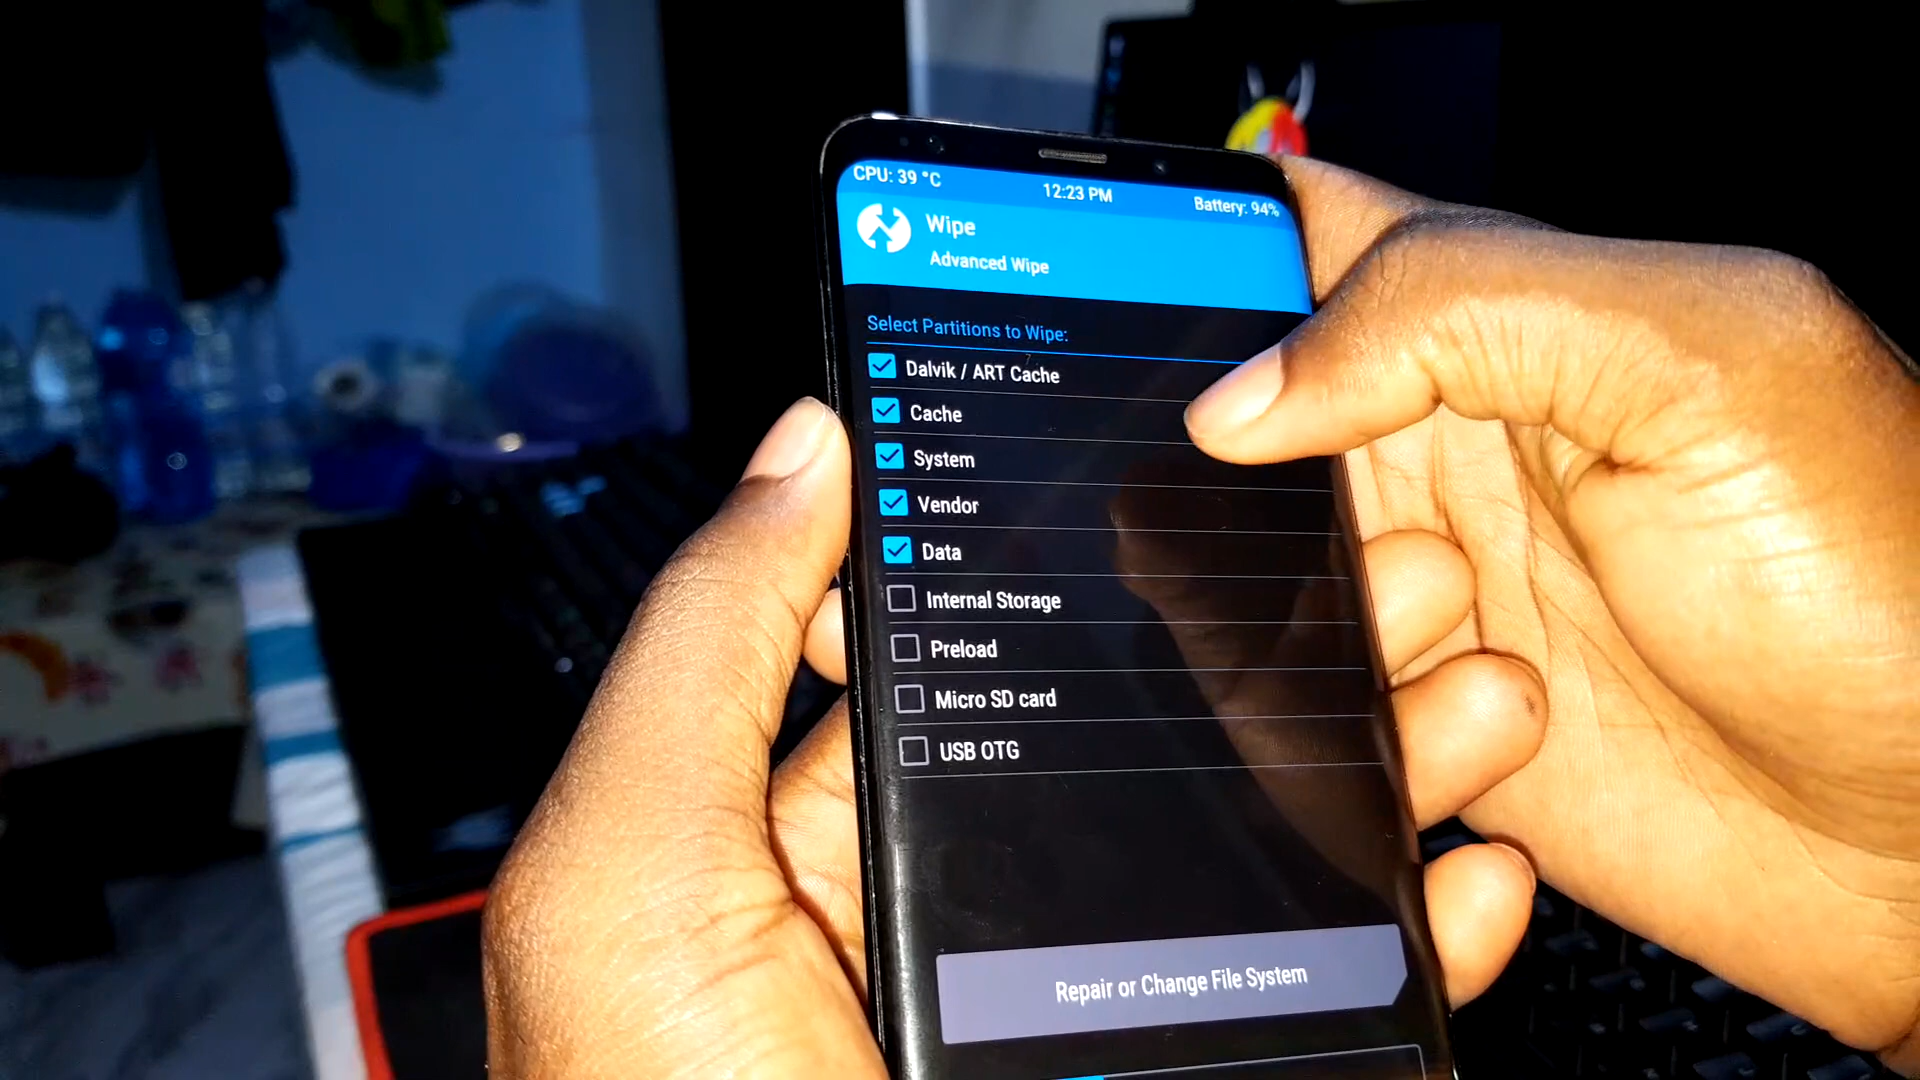 CPU: 39 °C 12:23 PM Battery: 94%
Wipe
Advanced Wipe
Select Partitions to Wipe:
Dalvik / ART Cache
Cache
System
Vendor
Data
Internal Storage
Preload
Micro SD card
USB OTG
Repair or Change File System